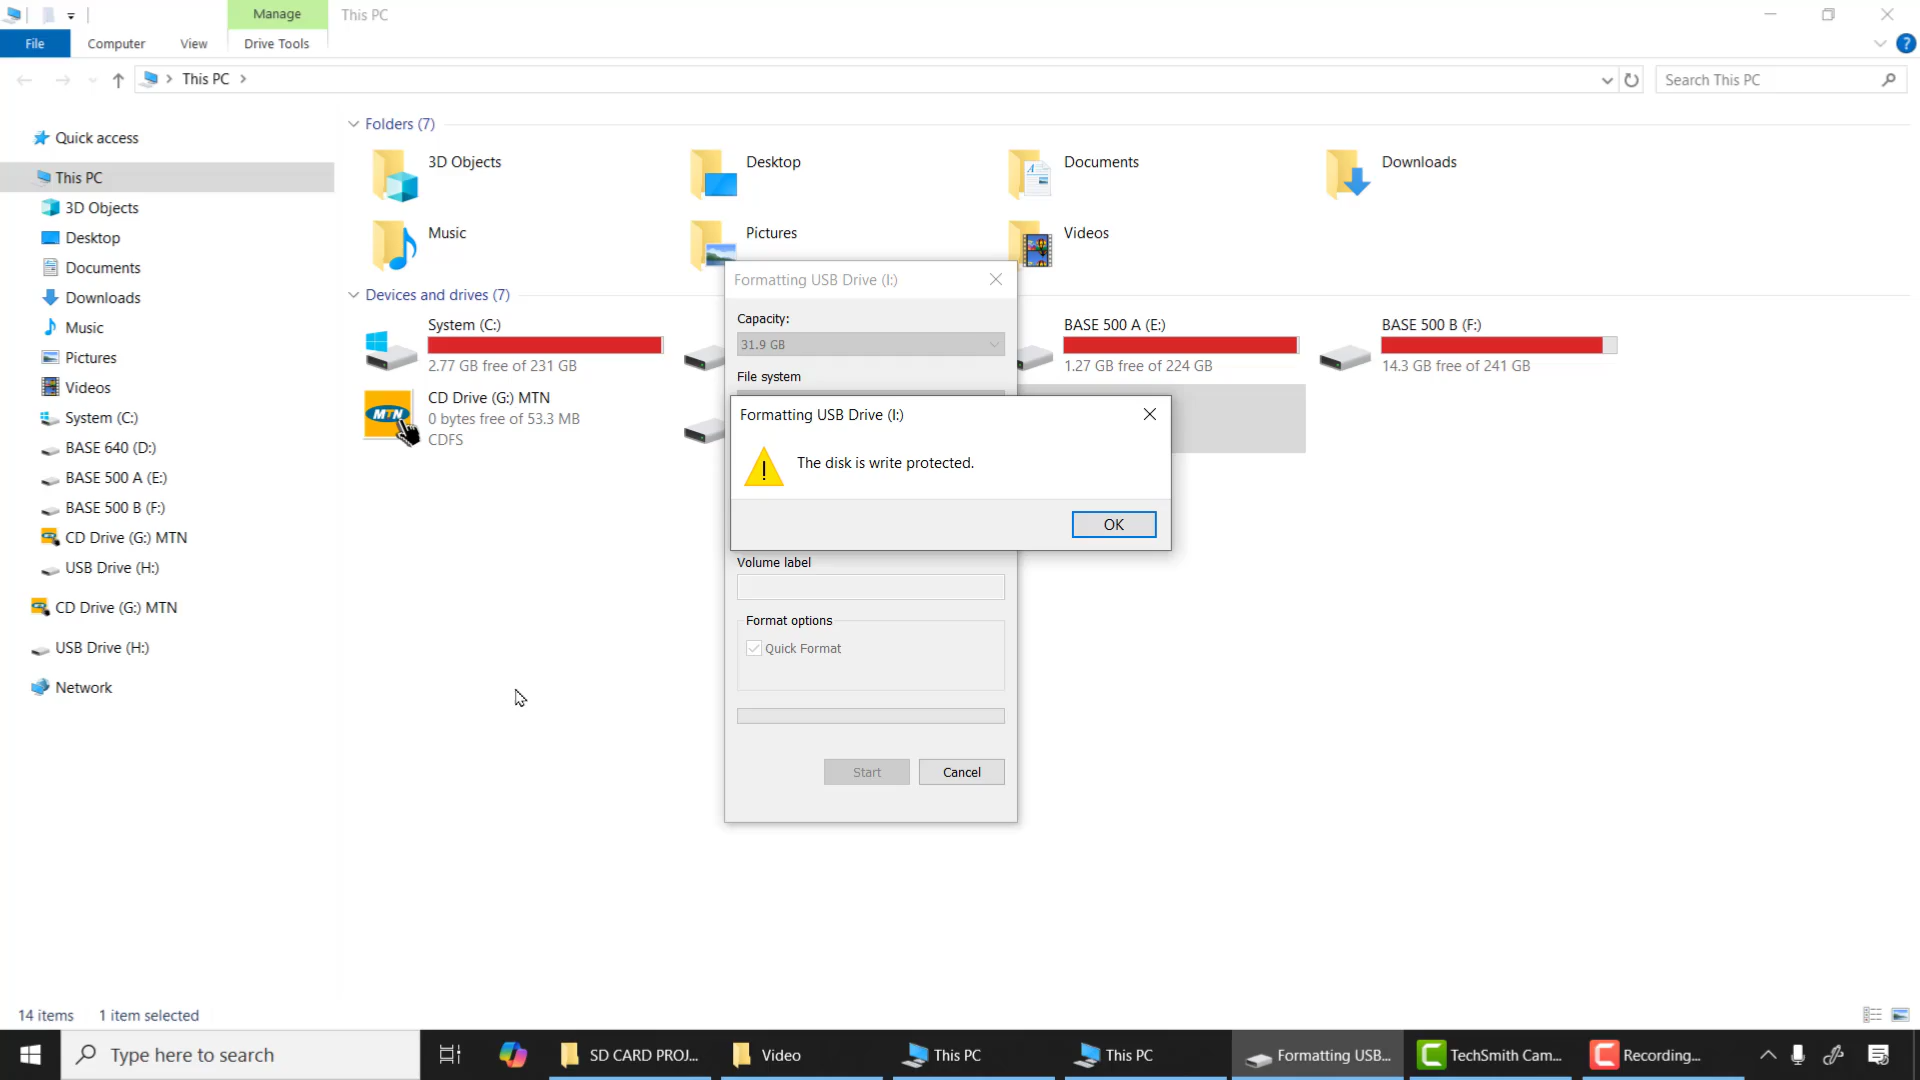 Manage
This PC
File
Computer
View
Drive Tools
This PC
Search This PC
Quick access
This PC
3D Objects
Desktop
Documents
Downloads
Music
Pictures
Videos
System (C:)
BASE 640 (D:)
BASE 500 A (E:)
BASE 500 B (F:)
CD Drive (G:) MTN
USB Drive (H:)
CD Drive (G:) MTN
USB Drive (H:)
Network
Folders (7)
3D Objects
Desktop
Documents
Downloads
Music
Pictures
Videos
Devices and drives (7)
System (C:)
2.77 GB free of 231 GB
BASE 500 A (E:)
1.27 GB free of 224 GB
BASE 500 B (F:)
14.3 GB free of 241 GB
MTN
CD Drive (G:) MTN
0 bytes free of 53.3 MB
CDFS
Formatting USB Drive (I:)
Capacity:
31.9 GB
File system
Formatting USB Drive (I:)
The disk is write protected.
OK
Volume label
Format options
Quick Format
Start
Cancel
14 items
1 item selected
Type here to search
SD CARD PROJ...
Video
This PC
This PC
Formatting USB...
TechSmith Cam...
Recording...